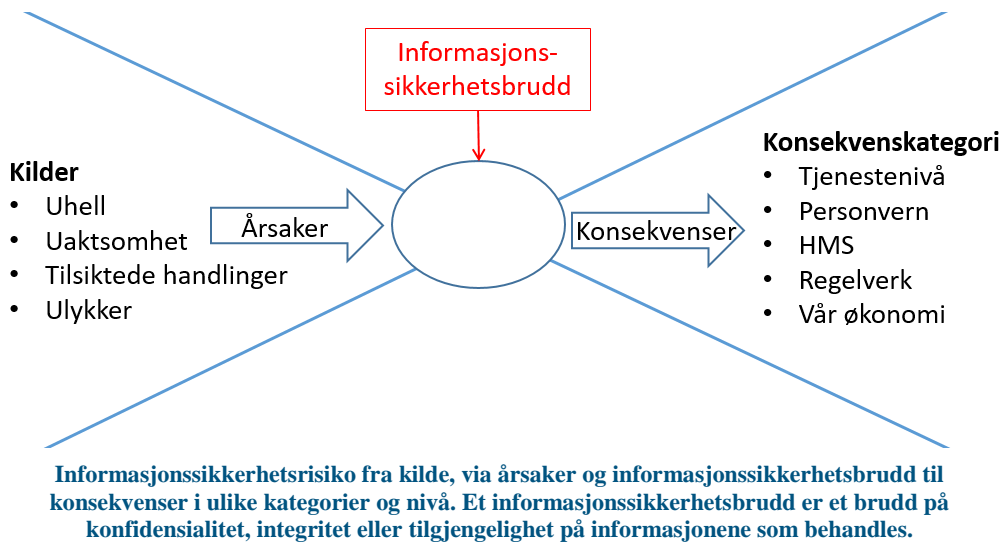 Informasjons-
sikkerhetsbrudd
Kilder
• Uhell
• Uaktsomhet
• Tilsiktede handlinger
• Ulykker
Årsaker
Konsekvenser
Konsekvenskategori
• Tjenestenivå
• Personvern
• HMS
• Regelverk
• Vår økonomi
Informasjonssikkerhetsrisiko fra kilde, via årsaker og informasjonssikkerhetsbrudd til
konsekvenser i ulike kategorier og nivå. Et informasjonssikkerhetsbrudd er et brudd på
konfidensialitet, integritet eller tilgjengelighet på informasjonene som behandles.